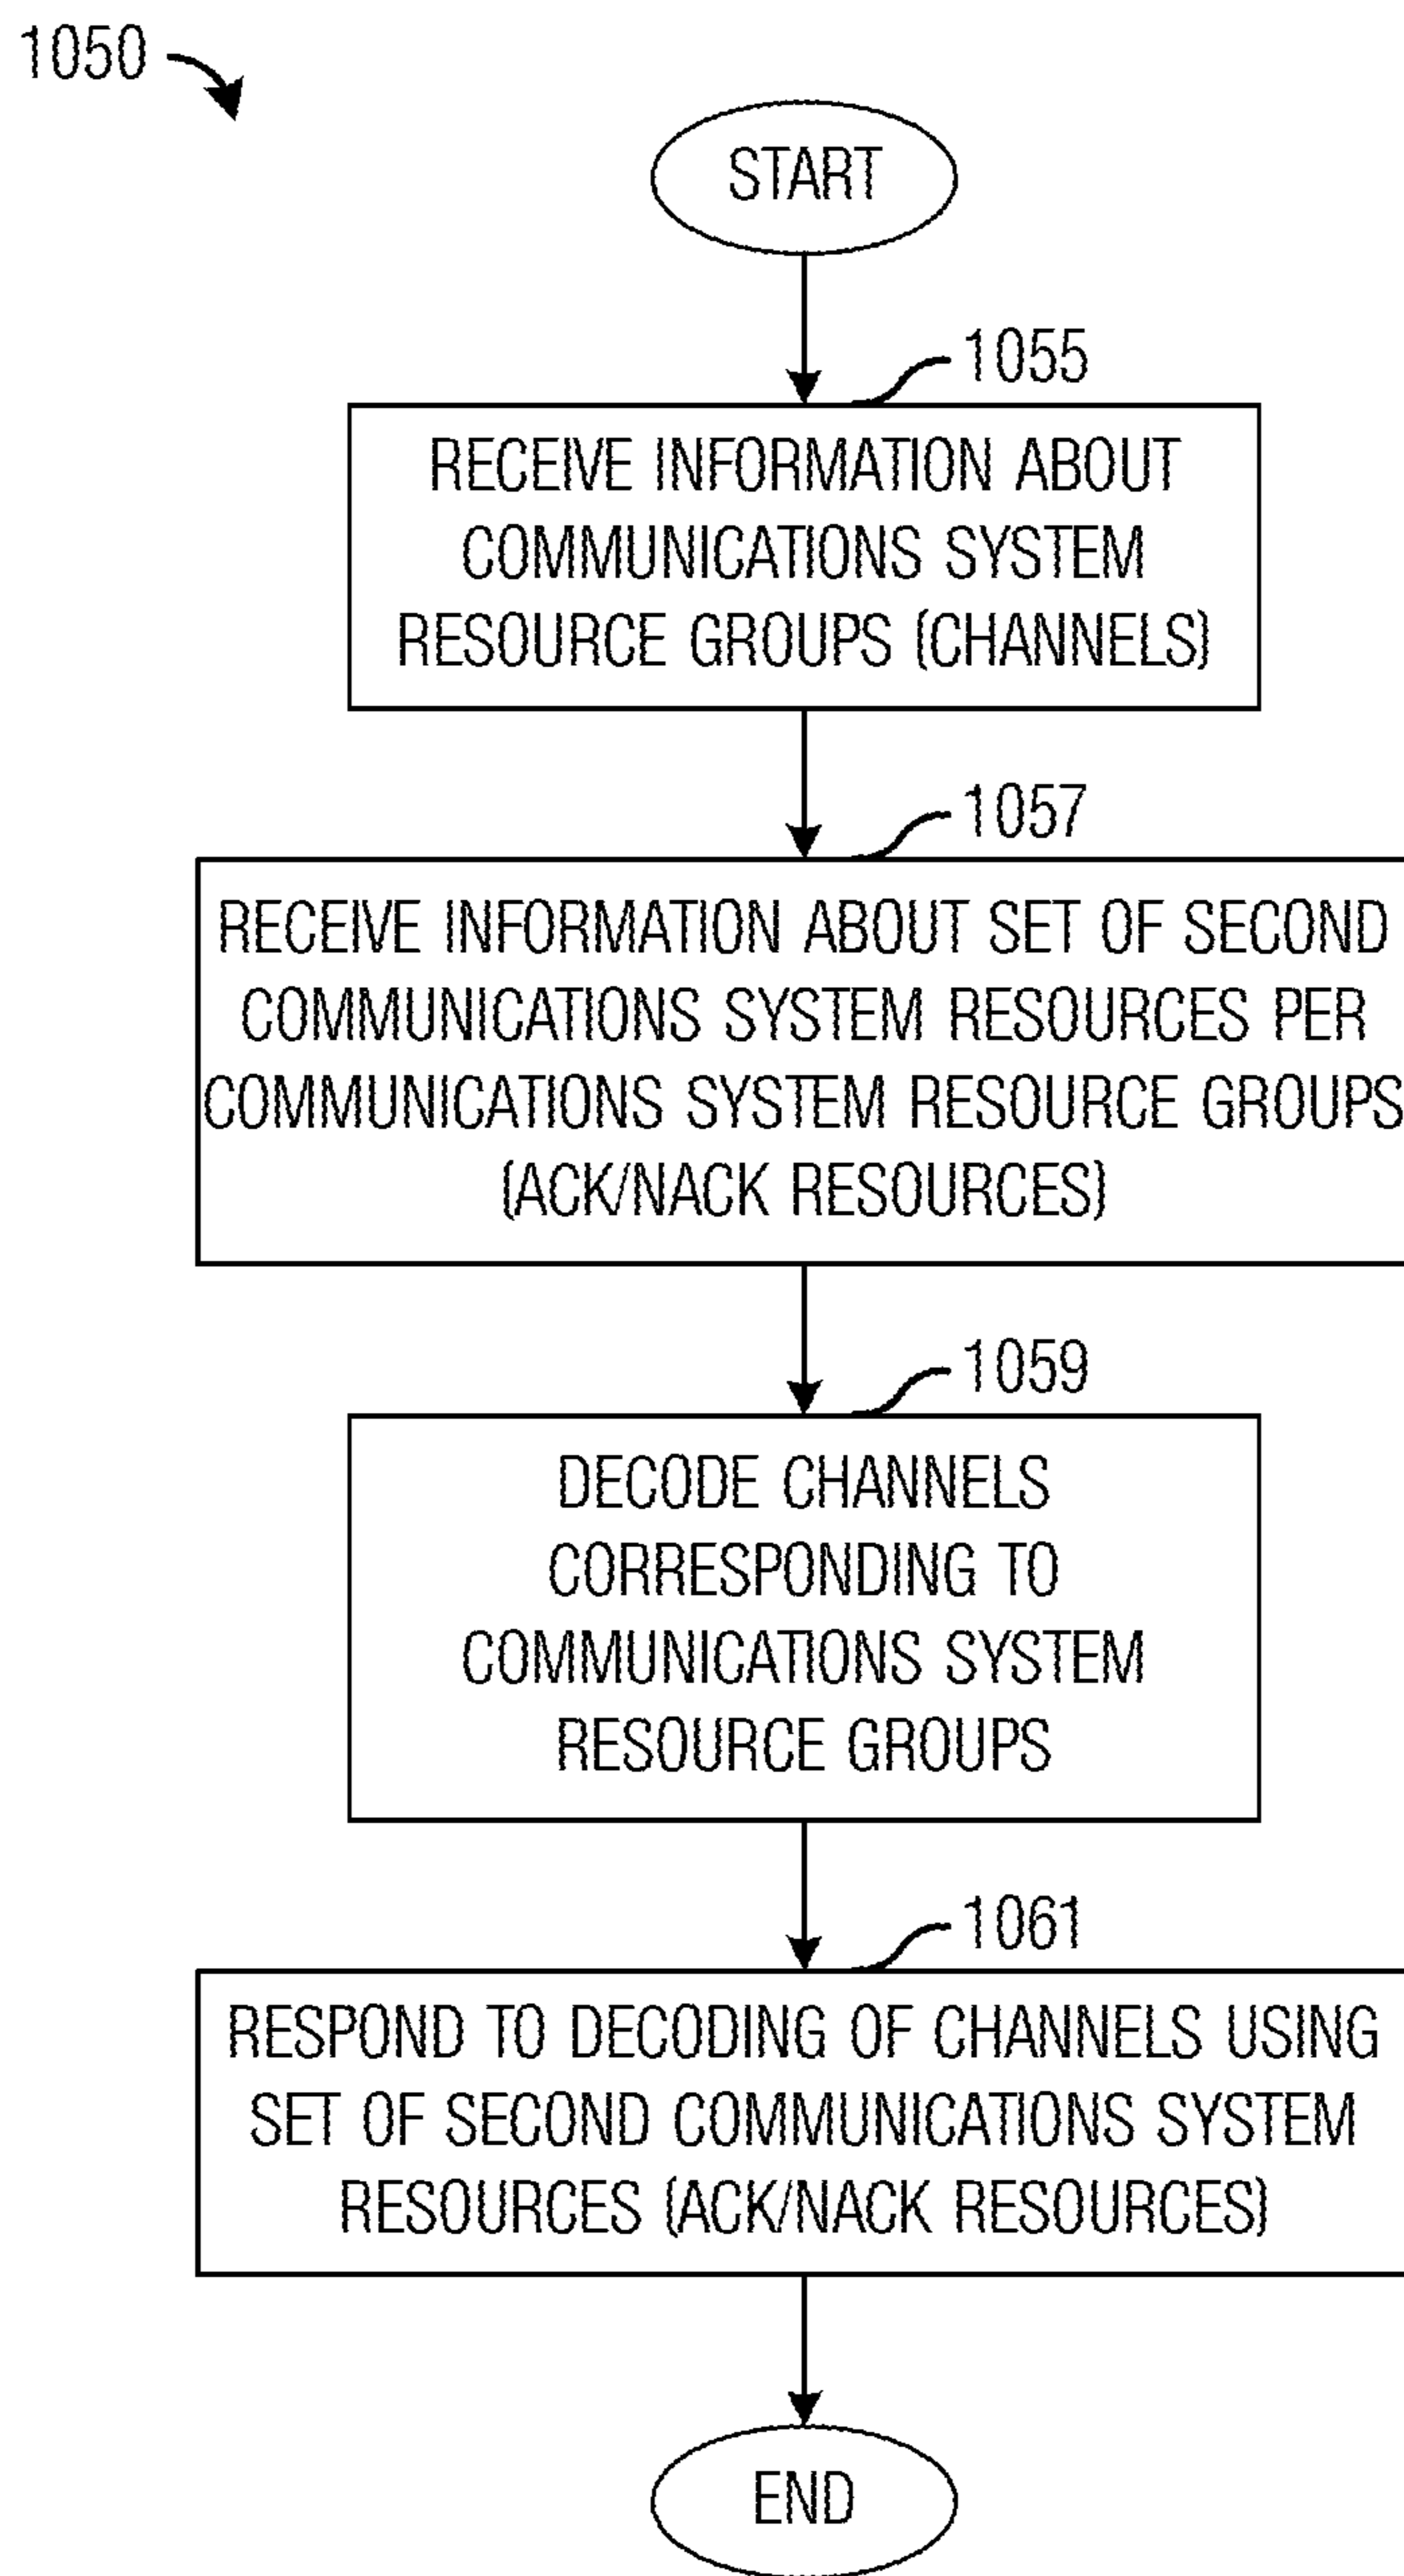 1050
START
1055
RECEIVE INFORMATION ABOUT
COMMUNICATIONS SYSTEM
RESOURCE GROUPS (CHANNELS)
1057
RECEIVE INFORMATION ABOUT SET OF SECOND
COMMUNICATIONS SYSTEM RESOURCES PER
COMMUNICATIONS SYSTEM RESOURCE GROUPS
(ACK/NACK RESOURCES)
1059
DECODE CHANNELS
CORRESPONDING TO
COMMUNICATIONS SYSTEM
RESOURCE GROUPS
1061
RESPOND TO DECODING OF CHANNELS USING
SET OF SECOND COMMUNICATIONS SYSTEM
RESOURCES (ACK/NACK RESOURCES)
END